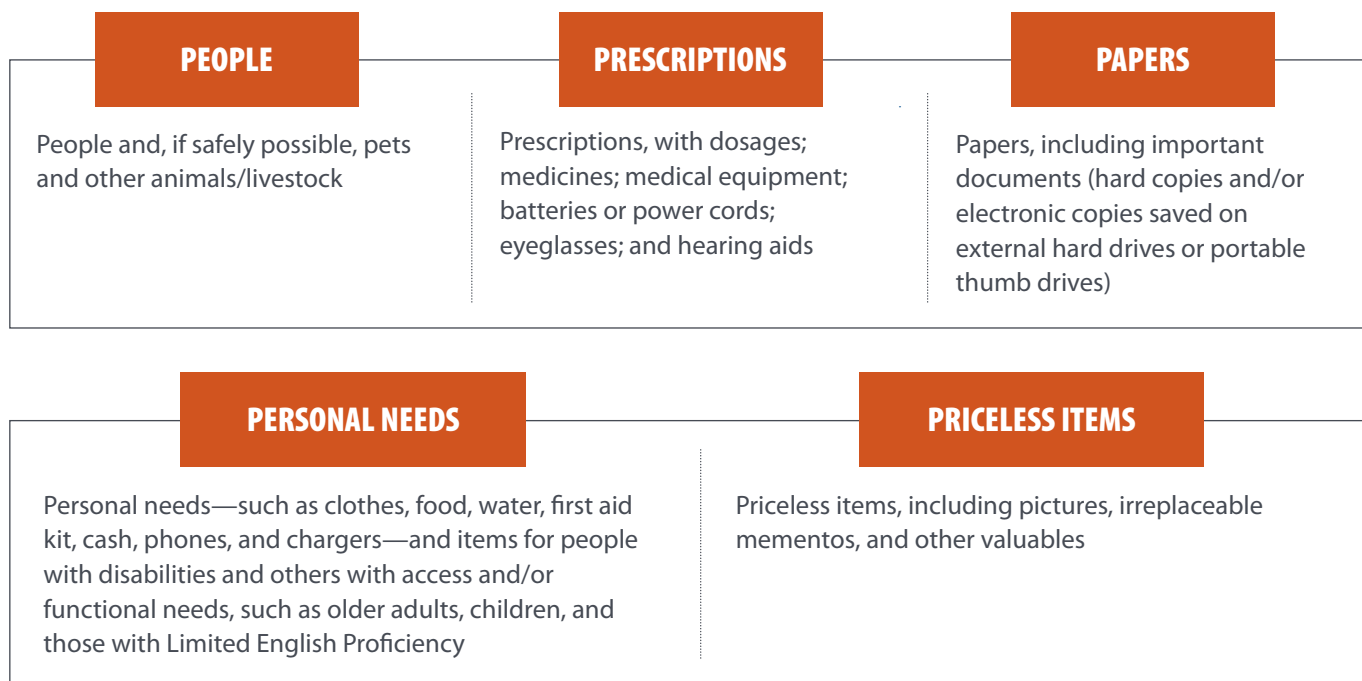 PEOPLE
People and, if safely possible, pets
and other animals/livestock
PRESCRIPTIONS
Prescriptions, with dosages;
medicines; medical equipment;
batteries or power cords;
eyeglasses; and hearing aids
PAPERS
Papers, including important
documents (hard copies and/or
electronic copies saved on
external hard drives or portable
thumb drives)
PERSONAL NEEDS
Personal needs—such as clothes, food, water, first aid
kit, cash, phones, and chargers—and items for people
with disabilities and others with access and/or
functional needs, such as older adults, children, and
those with Limited English Proficiency
PRICELESS ITEMS
Priceless items, including pictures, irreplaceable
mementos, and other valuables